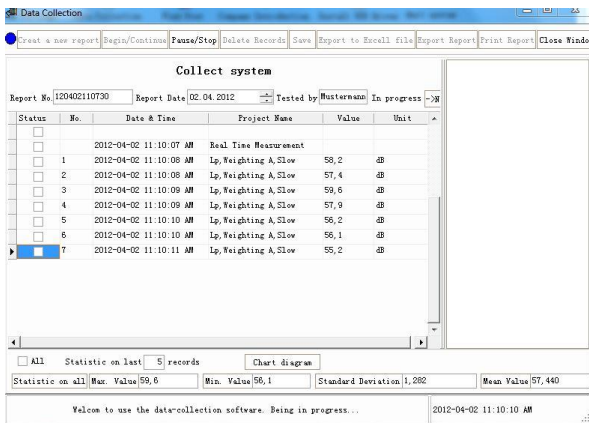 Data Collection
Creat a new report Begin/Continue Pause/Stop Delete Records Save Export to Excell file Export Report Print Report Close Windo
Collect system
Report No. 120402110730 Report Date 02.04.2012 Tested by Mustermann In progress ->N
Status No. Date & Time Project Name Value Unit
2012-04-02 11:10:07 AM Real Time Measurement
1 2012-04-02 11:10:08 AM Lp,Weighting A,Slow 58,2 dB
2 2012-04-02 11:10:08 AM Lp,Weighting A,Slow 57,4 dB
3 2012-04-02 11:10:09 AM Lp,Weighting A,Slow 59,6 dB
4 2012-04-02 11:10:09 AM Lp,Weighting A,Slow 57,9 dB
5 2012-04-02 11:10:10 AM Lp,Weighting A,Slow 56,2 dB
6 2012-04-02 11:10:10 AM Lp,Weighting A,Slow 56,1 dB
7 2012-04-02 11:10:11 AM Lp,Weighting A,Slow 55,2 dB
All Statistic on last 5 records Chart diagram
Statistic on all Max. Value 59,6 Min. Value 56,1 Standard Deviation 1,282 Mean Value 57,440
Welcom to use the data-collection software. Being in progress... 2012-04-02 11:10:10 AM